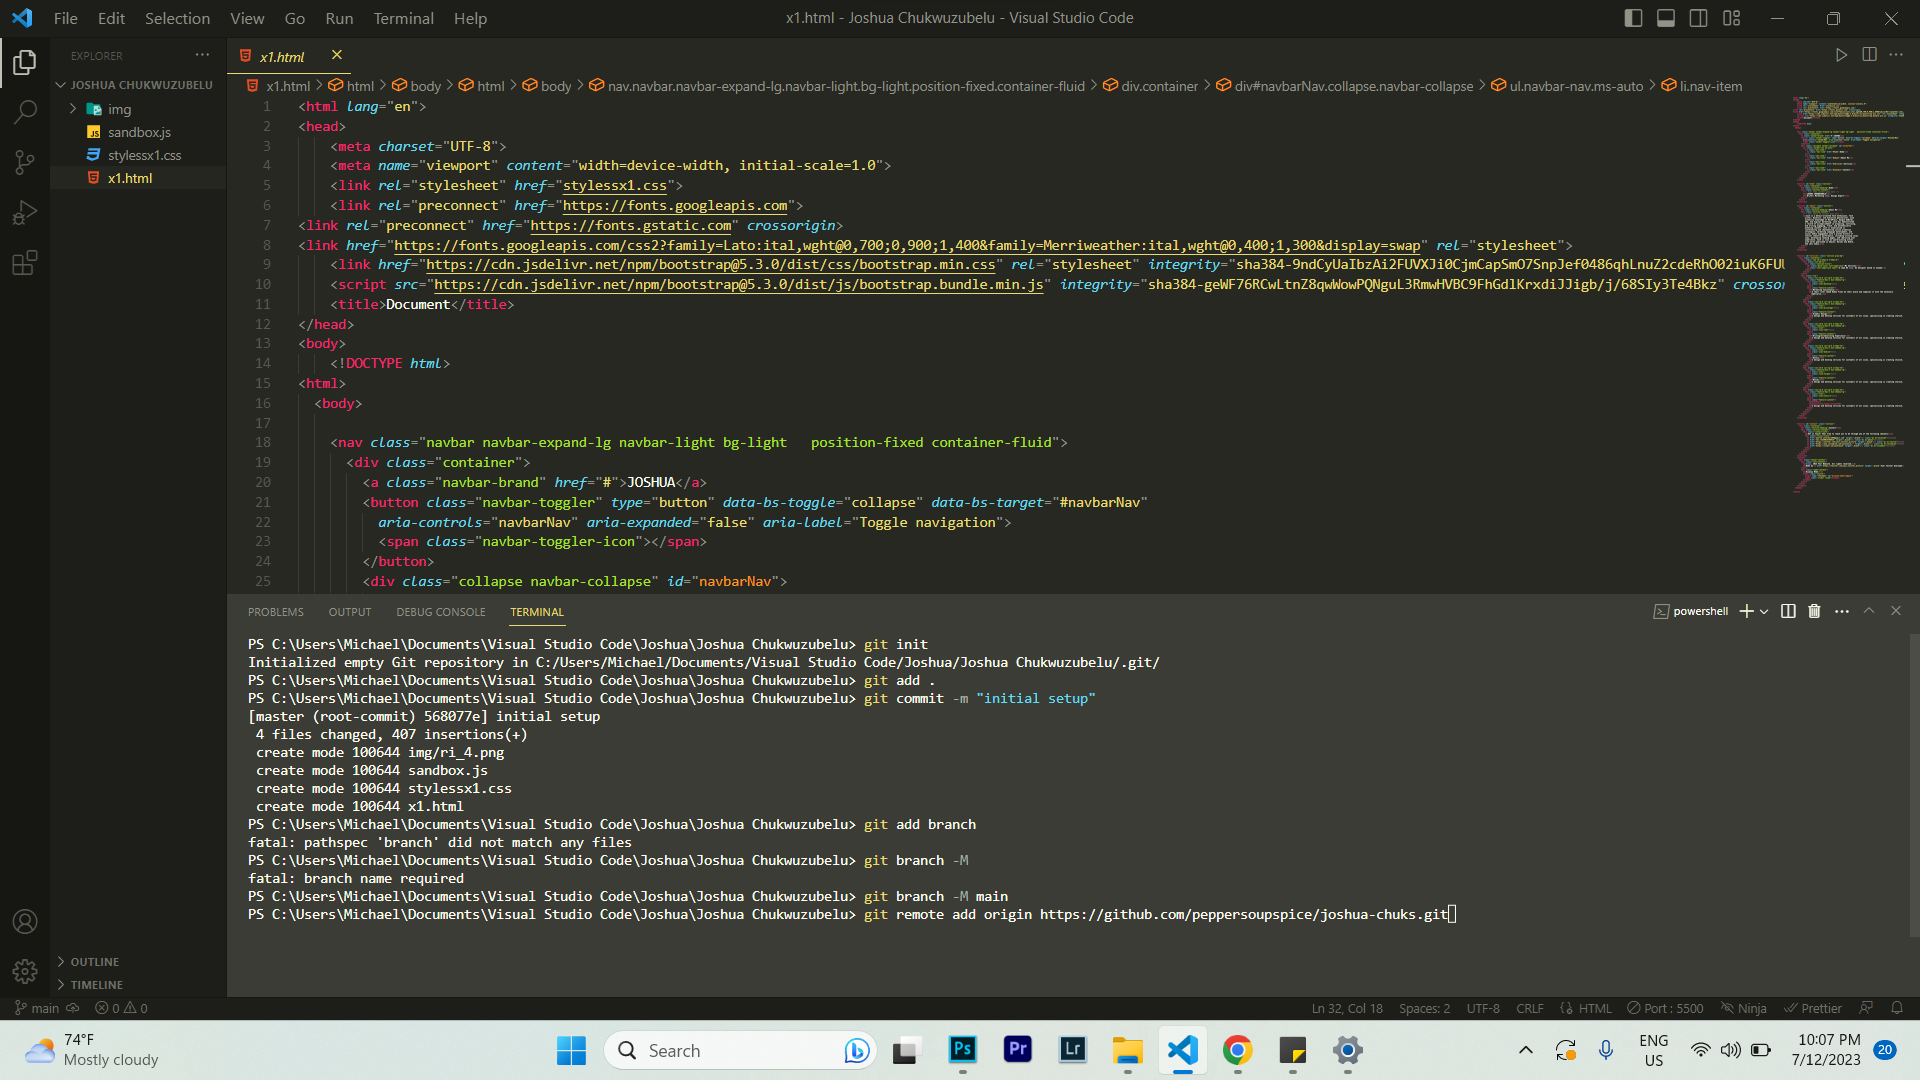 File Edit Selection View Go Run Terminal Help
x1.html - Joshua Chukwuzubelu - Visual Studio Code
EXPLORER
JOSHUA CHUKWUZUBELU
img
JS sandbox.js
stylessx1.css
x1.html
OUTLINE
TIMELINE
x1.html
x1.html > html > body > html > body > nav.navbar.navbar-expand-lg.navbar-light.bg-light.position-fixed.container-fluid > div.container > div#navbarNav.collapse.navbar-collapse > ul.navbar-nav.ms-auto > li.nav-item
1 <html lang="en">
2 <head>
3 <meta charset="UTF-8">
4 <meta name="viewport" content="width=device-width, initial-scale=1.0">
5 <link rel="stylesheet" href="stylessx1.css">
6 <link rel="preconnect" href="https://fonts.googleapis.com">
7 <link rel="preconnect" href="https://fonts.gstatic.com" crossorigin>
8 <link href="https://fonts.googleapis.com/css2?family=Lato:ital,wght@0,700;0,900;1,400&family=Merriweather:ital,wght@0,400;1,300&display=swap" rel="stylesheet">
9 <link href="https://cdn.jsdelivr.net/npm/bootstrap@5.3.0/dist/css/bootstrap.min.css" rel="stylesheet" integrity="sha384-9ndCyUaIbzAi2FUVXJi0CjmCapSmO7SnpJef0486qhLnuZ2cdeRhO02iuK6FUU
10 <script src="https://cdn.jsdelivr.net/npm/bootstrap@5.3.0/dist/js/bootstrap.bundle.min.js" integrity="sha384-geWF76RCwLtnZ8qwWowPQNguL3RmwHVBC9FhGdlKrxdiJJigb/j/68SIy3Te4Bkz" crossor
11 <title>Document</title>
12 </head>
13 <body>
14 <!DOCTYPE html>
15 <html>
16 <body>
17
18 <nav class="navbar navbar-expand-lg navbar-light bg-light   position-fixed container-fluid">
19 <div class="container">
20 <a class="navbar-brand" href="#">JOSHUA</a>
21 <button class="navbar-toggler" type="button" data-bs-toggle="collapse" data-bs-target="#navbarNav"
22 aria-controls="navbarNav" aria-expanded="false" aria-label="Toggle navigation">
23 <span class="navbar-toggler-icon"></span>
24 </button>
25 <div class="collapse navbar-collapse" id="navbarNav">
PROBLEMS OUTPUT DEBUG CONSOLE TERMINAL
powershell
PS C:\Users\Michael\Documents\Visual Studio Code\Joshua\Joshua Chukwuzubelu> git init
Initialized empty Git repository in C:/Users/Michael/Documents/Visual Studio Code/Joshua/Joshua Chukwuzubelu/.git/
PS C:\Users\Michael\Documents\Visual Studio Code\Joshua\Joshua Chukwuzubelu> git add .
PS C:\Users\Michael\Documents\Visual Studio Code\Joshua\Joshua Chukwuzubelu> git commit -m "initial setup"
[master (root-commit) 568077e] initial setup
4 files changed, 407 insertions(+)
create mode 100644 img/ri_4.png
create mode 100644 sandbox.js
create mode 100644 stylessx1.css
create mode 100644 x1.html
PS C:\Users\Michael\Documents\Visual Studio Code\Joshua\Joshua Chukwuzubelu> git add branch
fatal: pathspec 'branch' did not match any files
PS C:\Users\Michael\Documents\Visual Studio Code\Joshua\Joshua Chukwuzubelu> git branch -M
fatal: branch name required
PS C:\Users\Michael\Documents\Visual Studio Code\Joshua\Joshua Chukwuzubelu> git branch -M main
PS C:\Users\Michael\Documents\Visual Studio Code\Joshua\Joshua Chukwuzubelu> git remote add origin https://github.com/peppersoupspice/joshua-chuks.git
main 0 0 Ln 32, Col 18 Spaces: 2 UTF-8 CRLF {} HTML Port : 5500 Ninja Prettier
74°F
Mostly cloudy
Search
Ps Pr Lr
ENG
US
10:07 PM
7/12/2023
20